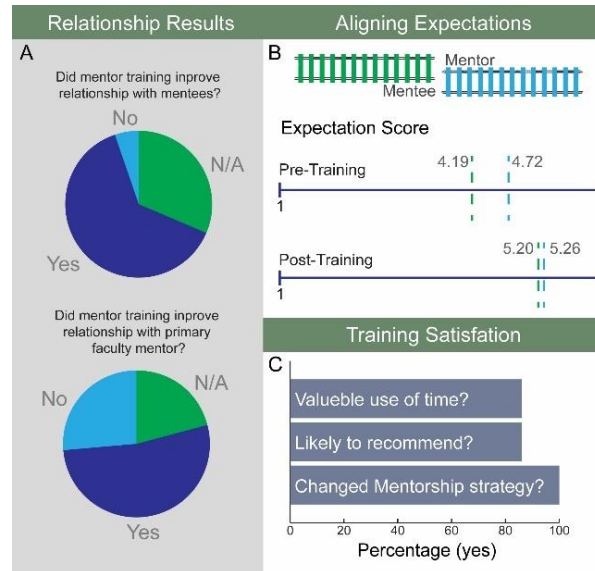 Relationship Results
A
Did mentor training inprove
relationship with mentees?
No
N/A
Yes
Did mentor training inprove
relationship with primary
faculty mentor?
No
N/A
Yes
Aligning Expectations
B
Mentor
Mentee
Expectation Score
Pre-Training
4.19
4.72
1
Post-Training
5.20
5.26
1
Training Satisfaction
C
Valueble use of time?
Likely to recommend?
Changed Mentorship strategy?
0 20 40 60 80 100
Percentage (yes)